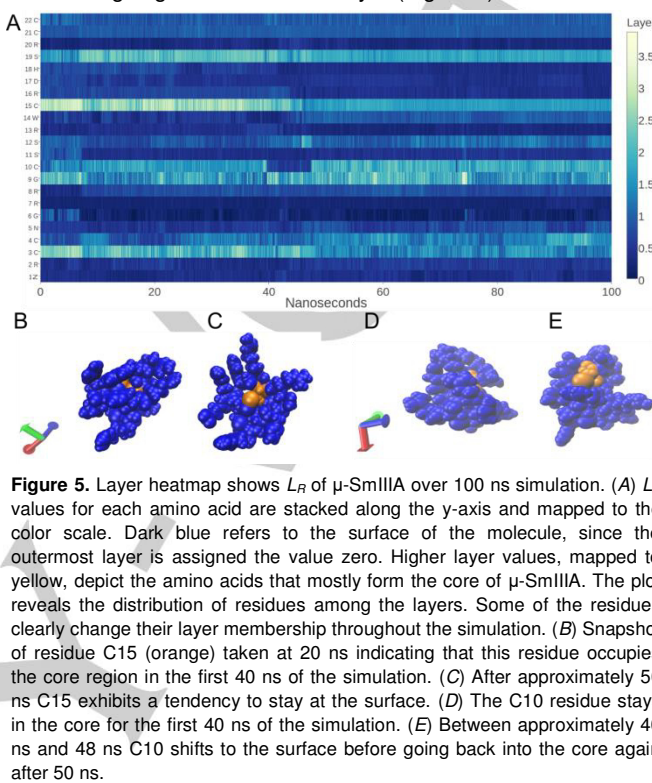 A
Laye
22 C
21 C
20 R
19 S
18 H
17 D
16 R
15 C
14 W
13 R
12 S
11 S
10 C
9 G
8 R
7 R
6 G
5 N
4 C
3 C
2 R
1 Z
3.5
3
2.5
2
1.5
1
0.5
0
0 20 40 60 80 100
Nanoseconds
B C D E
Figure 5. Layer heatmap shows LR of µ-SmIIIA over 100 ns simulation. (A) L
values for each amino acid are stacked along the y-axis and mapped to the
color scale. Dark blue refers to the surface of the molecule, since the
outermost layer is assigned the value zero. Higher layer values, mapped to
yellow, depict the amino acids that mostly form the core of µ-SmIIIA. The plo
reveals the distribution of residues among the layers. Some of the residue
clearly change their layer membership throughout the simulation. (B) Snapsho
of residue C15 (orange) taken at 20 ns indicating that this residue occupie
the core region in the first 40 ns of the simulation. (C) After approximately 50
ns C15 exhibits a tendency to stay at the surface. (D) The C10 residue stay
in the core for the first 40 ns of the simulation. (E) Between approximately 40
ns and 48 ns C10 shifts to the surface before going back into the core again
after 50 ns.